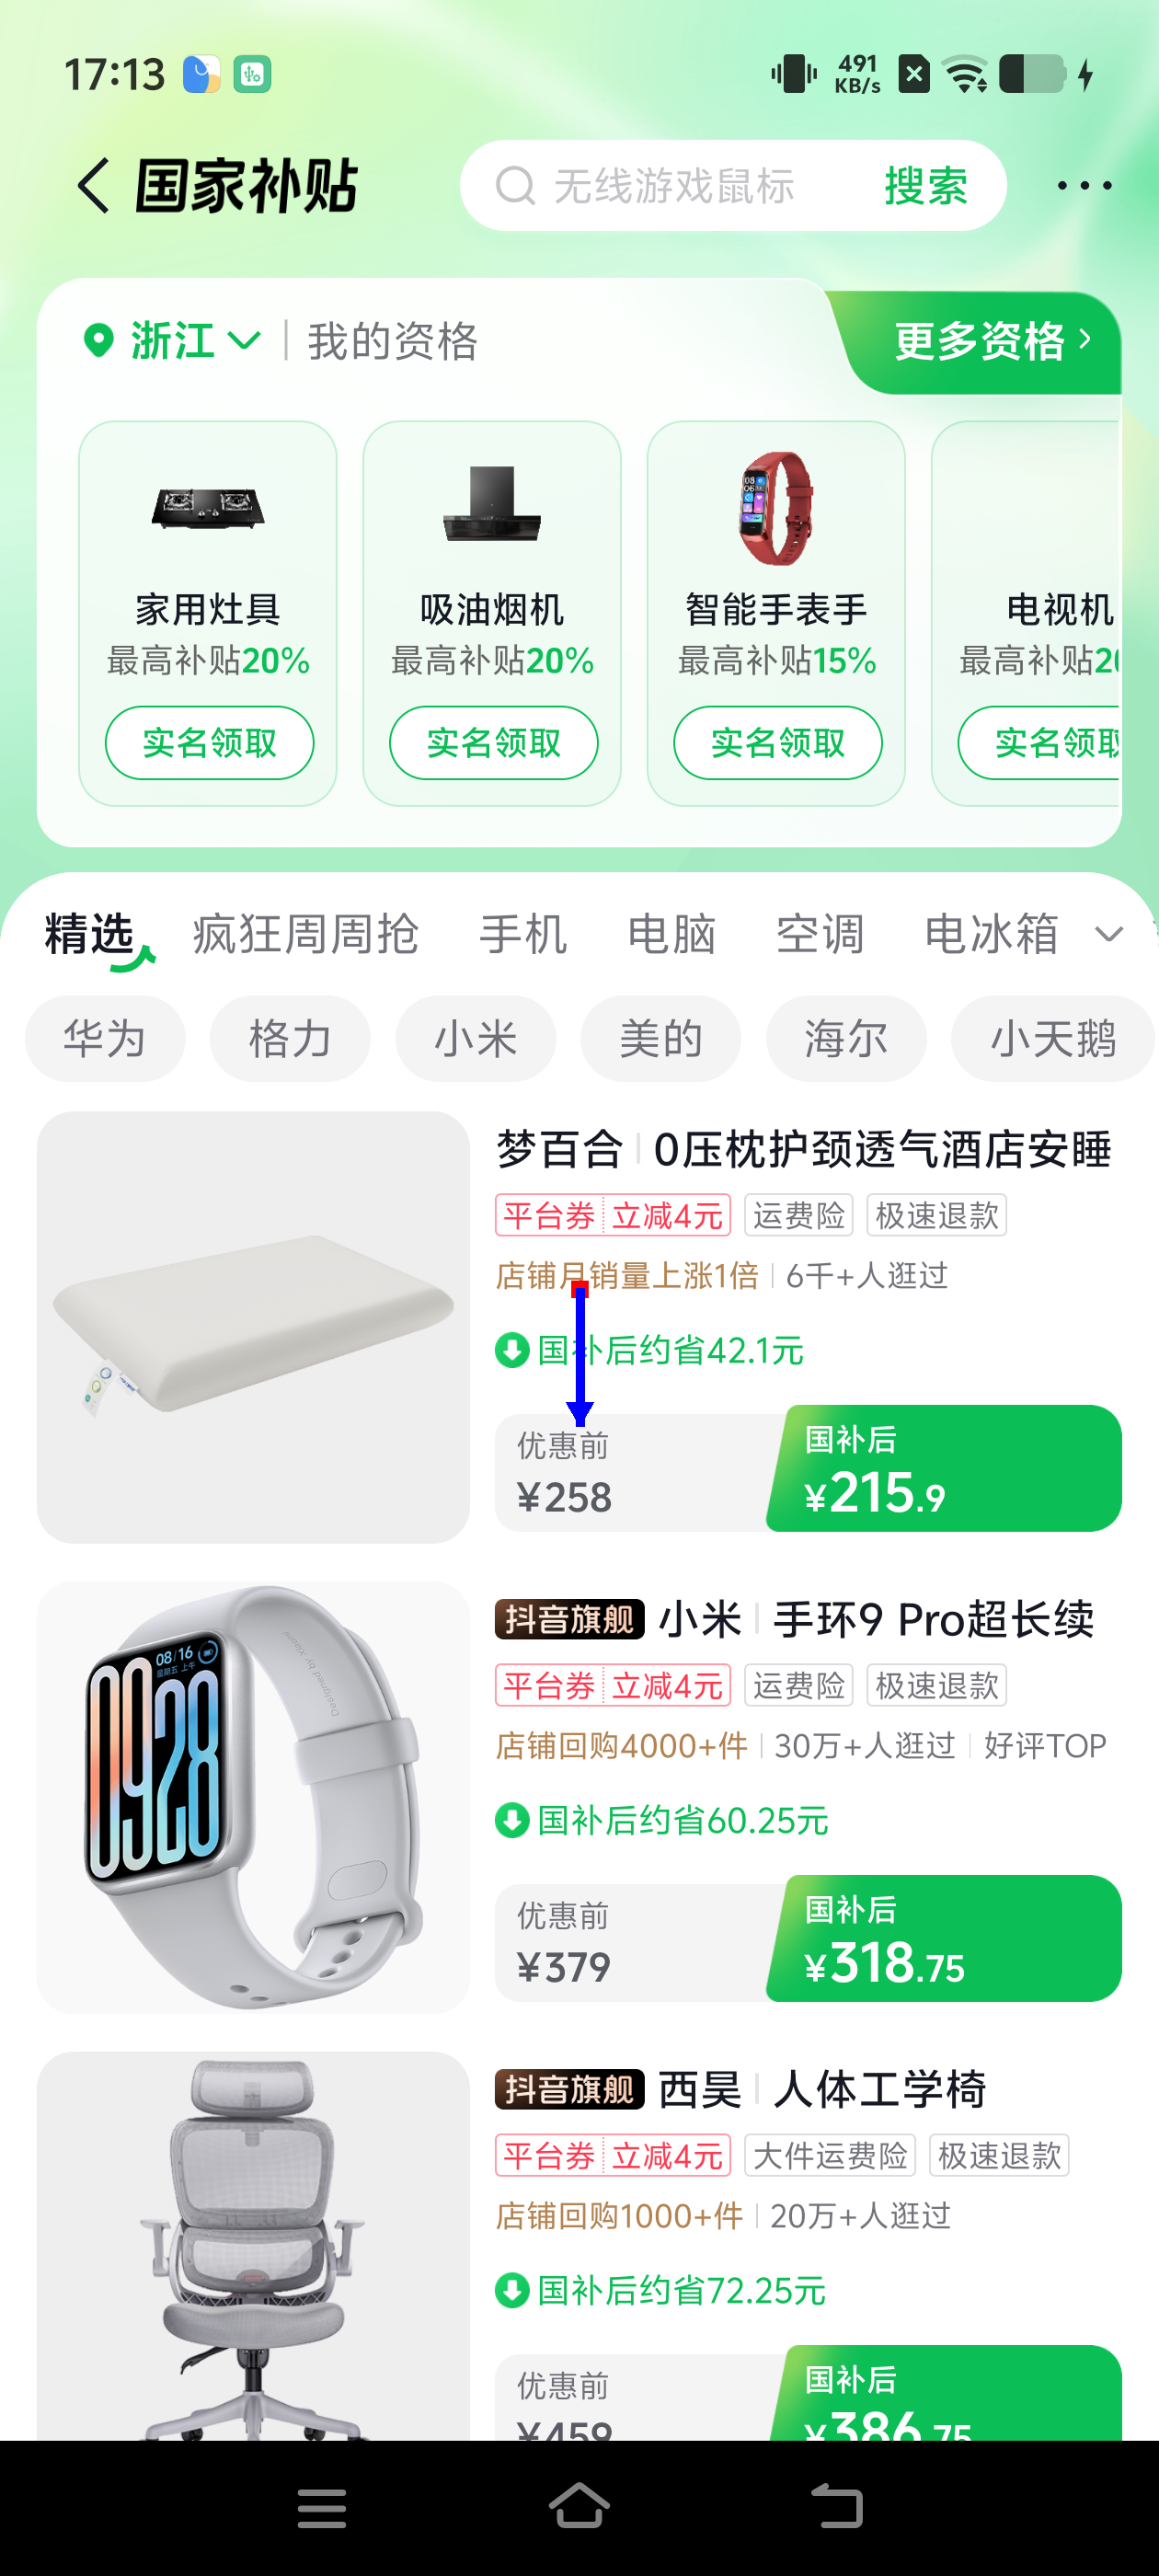 17:13 491 KB/s
国家补贴 无线游戏鼠标 搜索
浙江 我的资格 更多资格
家用灶具 吸油烟机 智能手表手 电视机
最高补贴20% 最高补贴20% 最高补贴15% 最高补贴20
实名领取 实名领取 实名领取 实名领取
精选 疯狂周周抢 手机 电脑 空调 电冰箱
华为 格力 小米 美的 海尔 小天鹅
梦百合 0压枕护颈透气酒店安睡
平台券 立减4元 运费险 极速退款
店铺月销量上涨1倍 6千+人逛过
国补后约省42.1元
优惠前 国补后
¥258 ¥215.9
抖音旗舰 小米 手环9 Pro超长续
平台券 立减4元 运费险 极速退款
店铺回购4000+件 30万+人逛过 好评TOP
国补后约省60.25元
优惠前 国补后
¥379 ¥318.75
08/16
星期五 上午
0928
Designed by Xiaomi
抖音旗舰 西昊 人体工学椅
平台券 立减4元 大件运费险 极速退款
店铺回购1000+件 20万+人逛过
国补后约省72.25元
优惠前 国补后
¥459 ¥386.75